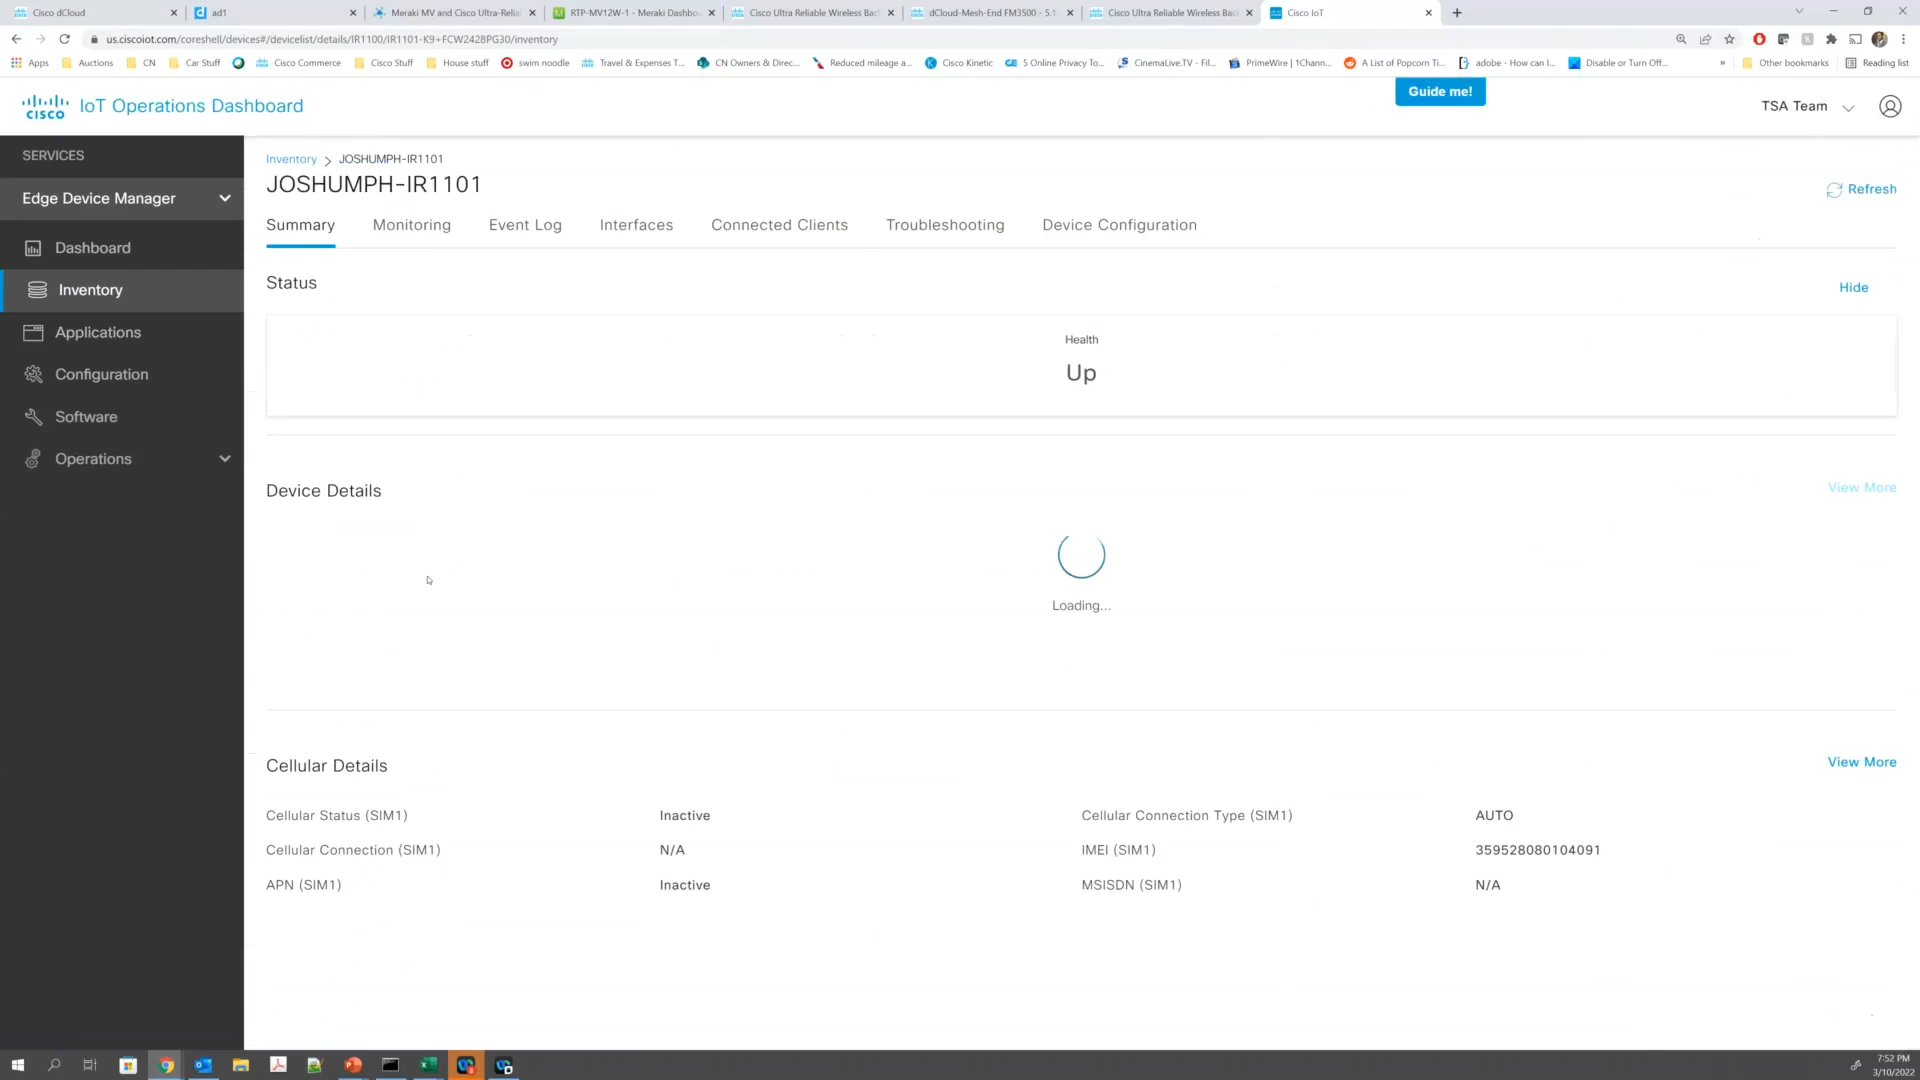 Cisco dCloud
ad1
Meraki MV and Cisco Ultra-Relia
RTP-MV12W-1 - Meraki Dashbo
Cisco Ultra Reliable Wireless Bac
dCloud-Mesh-End FM3500 - 5.1
Cisco Ultra Reliable Wireless Bac
Cisco IoT
us.ciscoiot.com/coreshell/devices#/devicelist/details/IR1100/IR1101-K9+FCW2428PG30/inventory
Apps
Auctions
CN
Car Stuff
Cisco Commerce
Cisco Stuff
House stuff
swim noodle
Travel & Expenses T...
CN Owners & Direc...
Reduced mileage a...
Cisco Kinetic
5 Online Privacy To...
CinemaLive.TV - Fil...
PrimeWire | 1Chann...
A List of Popcorn Ti...
adobe - How can I...
Disable or Turn Off...
»
Other bookmarks
Reading list
cisco
IoT Operations Dashboard
Guide me!
TSA Team
SERVICES
Edge Device Manager
Dashboard
Inventory
Applications
Configuration
Software
Operations
Inventory > JOSHUMPH-IR1101
JOSHUMPH-IR1101
Refresh
Summary
Monitoring
Event Log
Interfaces
Connected Clients
Troubleshooting
Device Configuration
Status
Hide
Health
Up
Device Details
View More
Loading...
Cellular Details
View More
Cellular Status (SIM1) Inactive Cellular Connection Type (SIM1) AUTO
Cellular Connection (SIM1) N/A IMEI (SIM1) 359528080104091
APN (SIM1) Inactive MSISDN (SIM1) N/A
7:52 PM
3/10/2022